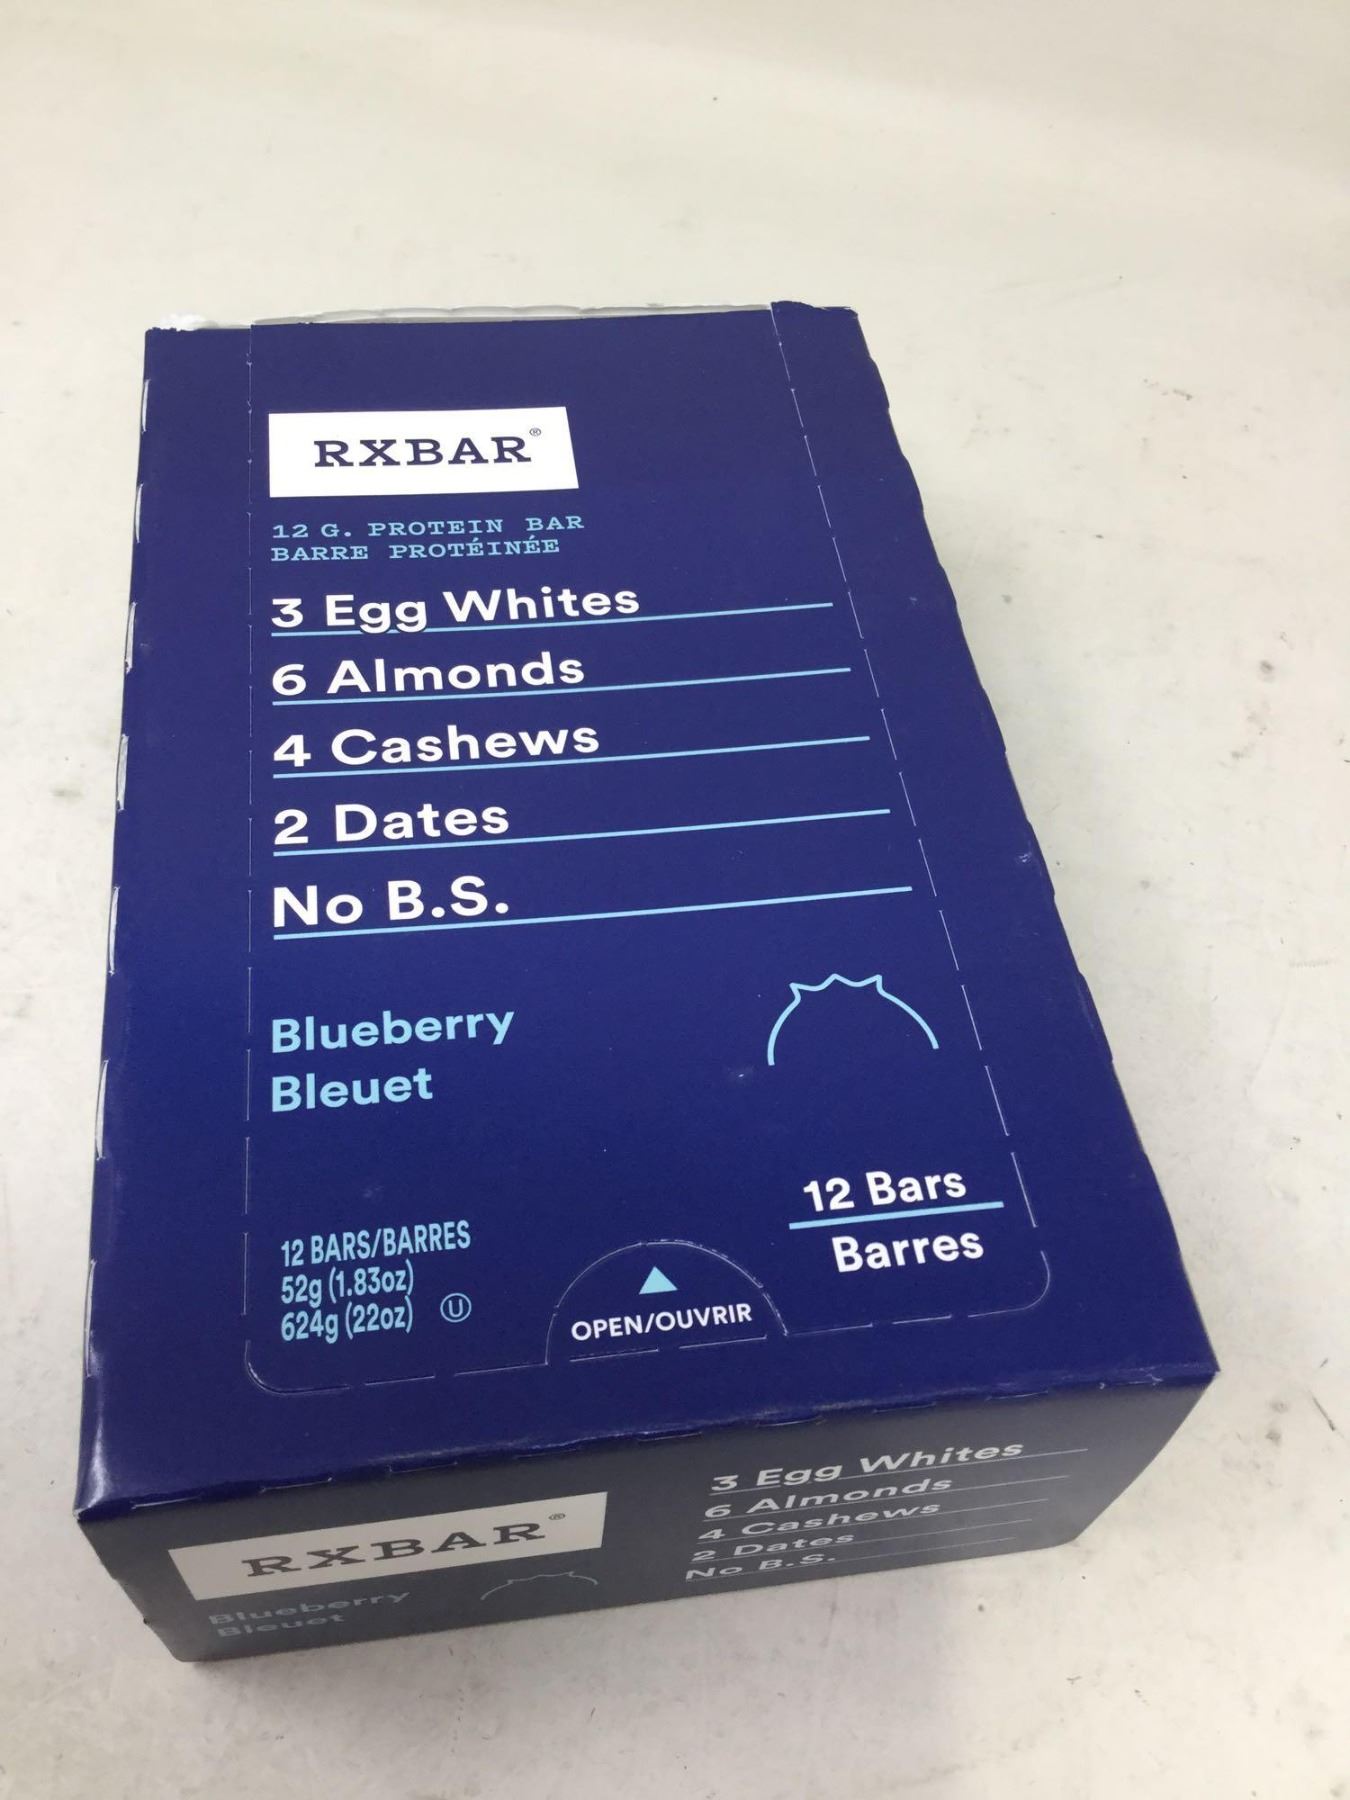 RXBAR®
12 G. PROTEIN BAR
BARRE PROTÉINÉE
3 Egg Whites
6 Almonds
4 Cashews
2 Dates
No B.S.
Blueberry
Bleuet
12 Bars
Barres
12 BARS/BARRES
52g (1.83oz)
624g (22oz) U
OPEN/OUVRIR
RXBAR®
Blueberry
Bleuet
3 Egg Whites
6 Almonds
4 Cashews
2 Dates
No B.S.